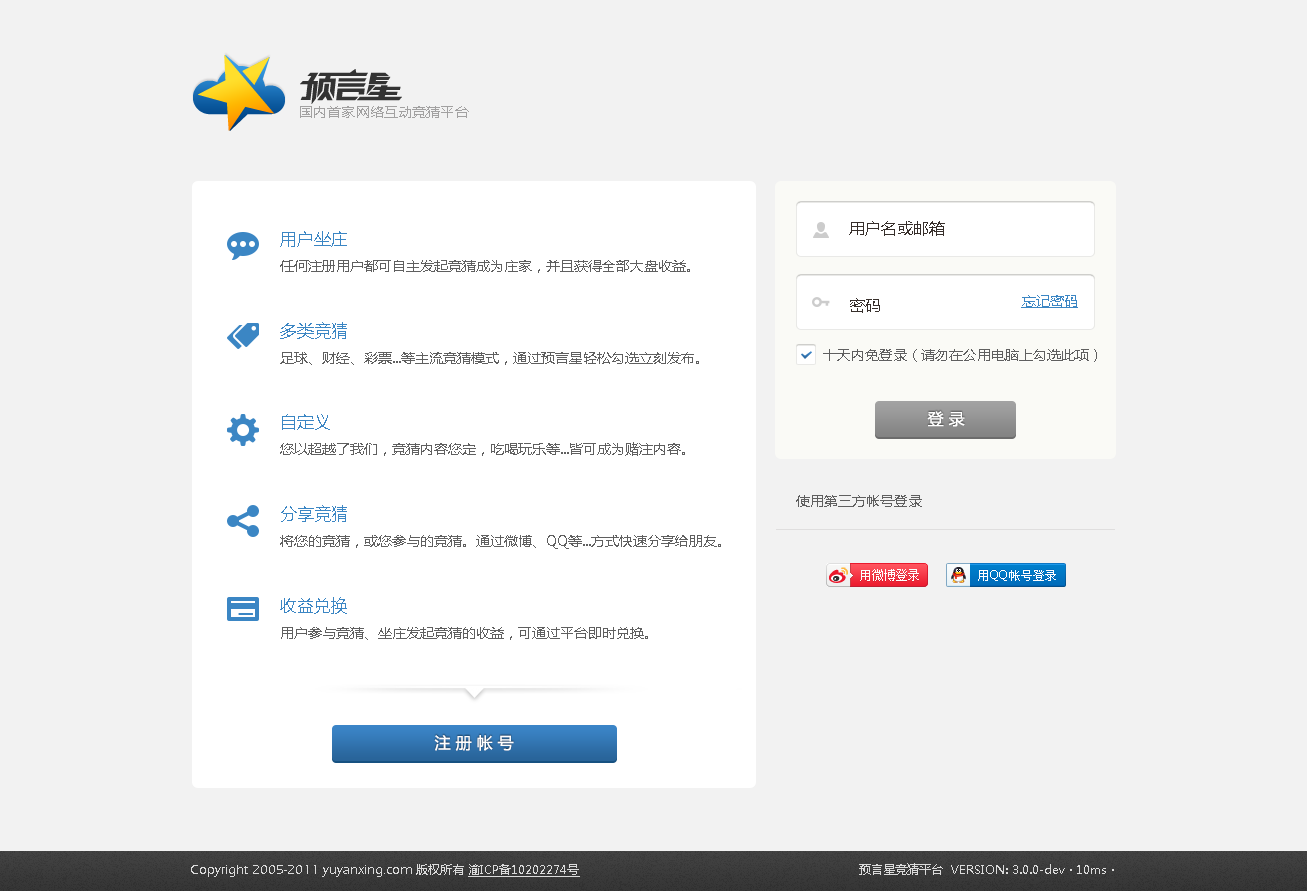 预言星
国内首家网络互动竞猜平台
用户坐庄
任何注册用户都可自主发起竞猜成为庄家，并且获得全部大盘收益。
多类竞猜
足球、财经、彩票...等主流竞猜模式，通过预言星轻松勾选立刻发布。
自定义
您以超越了我们，竞猜内容您定，吃喝玩乐等...皆可成为赌注内容。
分享竞猜
将您的竞猜，或您参与的竞猜。通过微博、QQ等...方式快速分享给朋友。
收益兑换
用户参与竞猜、坐庄发起竞猜的收益，可通过平台即时兑换。
注册帐号
用户名或邮箱
密码 忘记密码
十天内免登录（请勿在公用电脑上勾选此项）
登录
使用第三方帐号登录
用微博登录 用QQ帐号登录
Copyright 2005-2011 yuyanxing.com 版权所有 渝ICP备10202274号 预言星竞猜平台 VERSION: 3.0.0-dev · 10ms ·